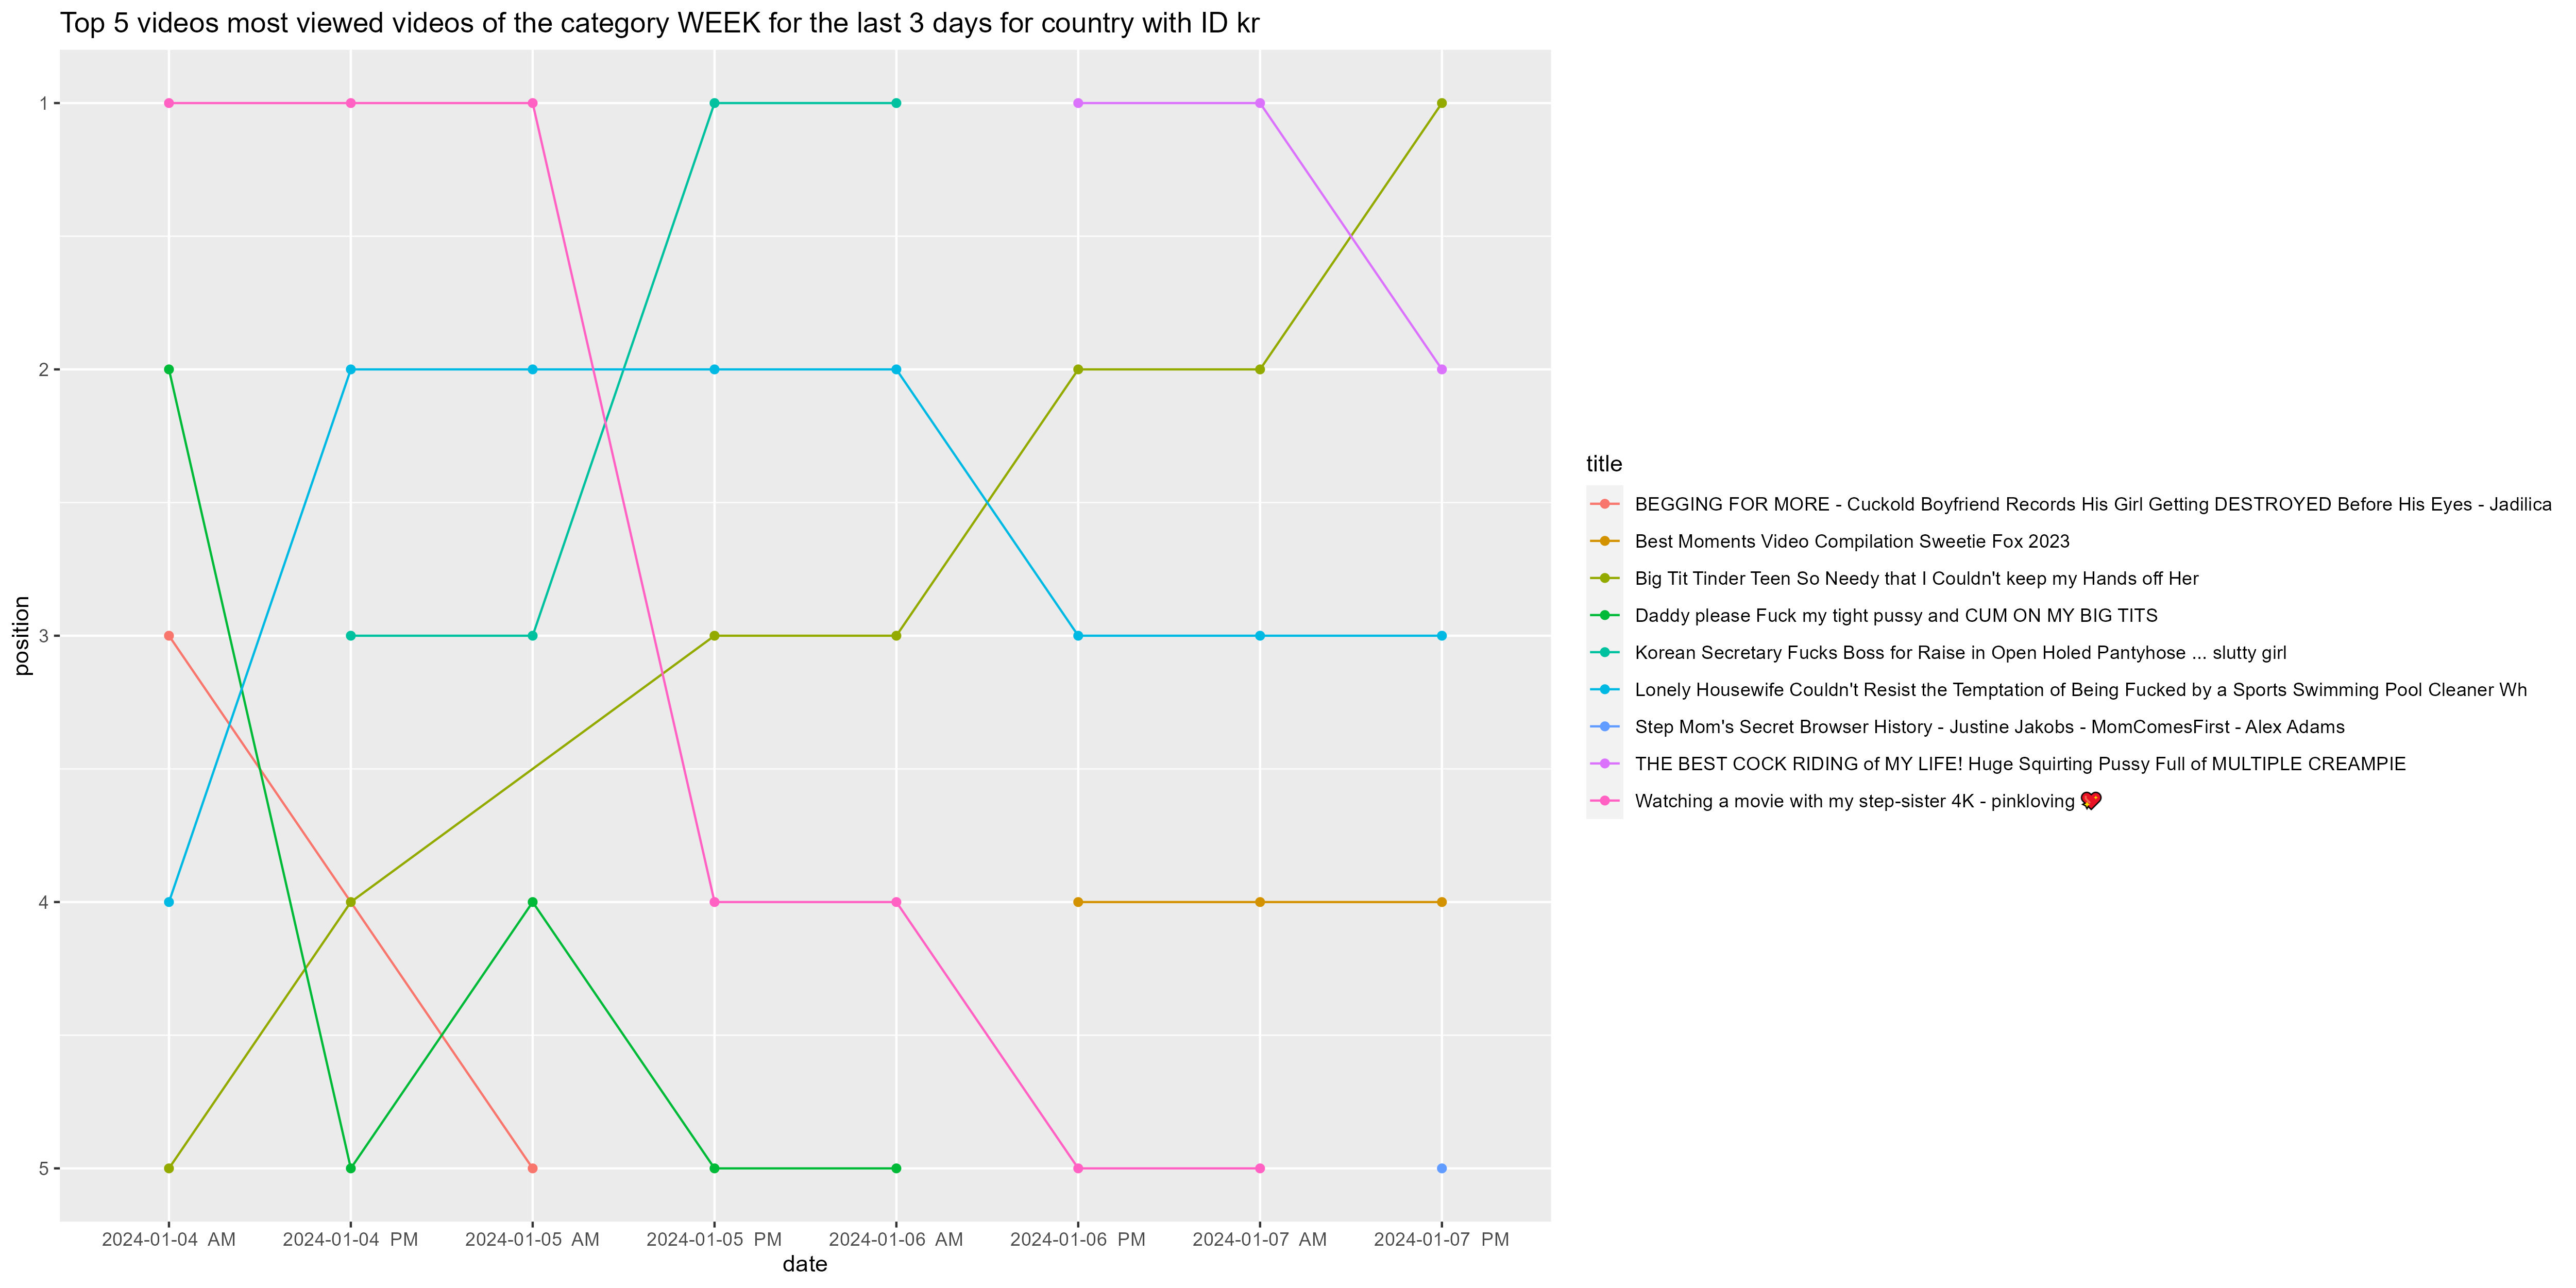 Top 5 videos most viewed videos of the category WEEK for the last 3 days for country with ID kr
position
1
2
3
4
5
2024-01-04 AM
2024-01-04 PM
2024-01-05 AM
2024-01-05 PM
2024-01-06 AM
2024-01-06 PM
2024-01-07 AM
2024-01-07 PM
date
title
BEGGING FOR MORE - Cuckold Boyfriend Records His Girl Getting DESTROYED Before His Eyes - Jadilica
Best Moments Video Compilation Sweetie Fox 2023
Big Tit Tinder Teen So Needy that I Couldn't keep my Hands off Her
Daddy please Fuck my tight pussy and CUM ON MY BIG TITS
Korean Secretary Fucks Boss for Raise in Open Holed Pantyhose ... slutty girl
Lonely Housewife Couldn't Resist the Temptation of Being Fucked by a Sports Swimming Pool Cleaner Wh
Step Mom's Secret Browser History - Justine Jakobs - MomComesFirst - Alex Adams
THE BEST COCK RIDING of MY LIFE! Huge Squirting Pussy Full of MULTIPLE CREAMPIE
Watching a movie with my step-sister 4K - pinkloving 💖